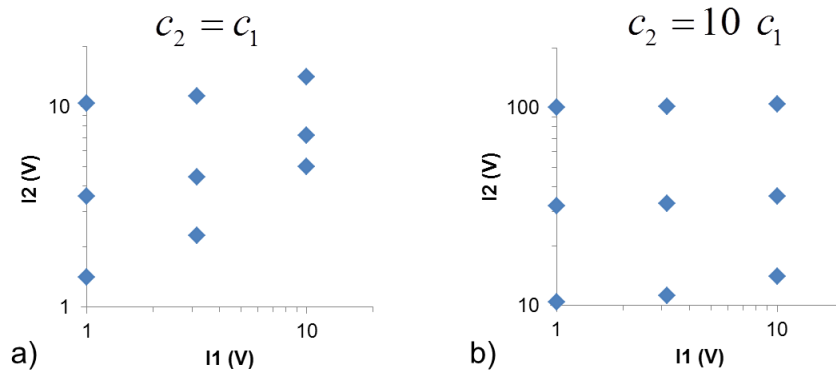 c₂ = c₁
10
1
I2 (V)
1
10
I1 (V)
a)
c₂ = 10 c₁
100
10
I2 (V)
1
10
I1 (V)
b)